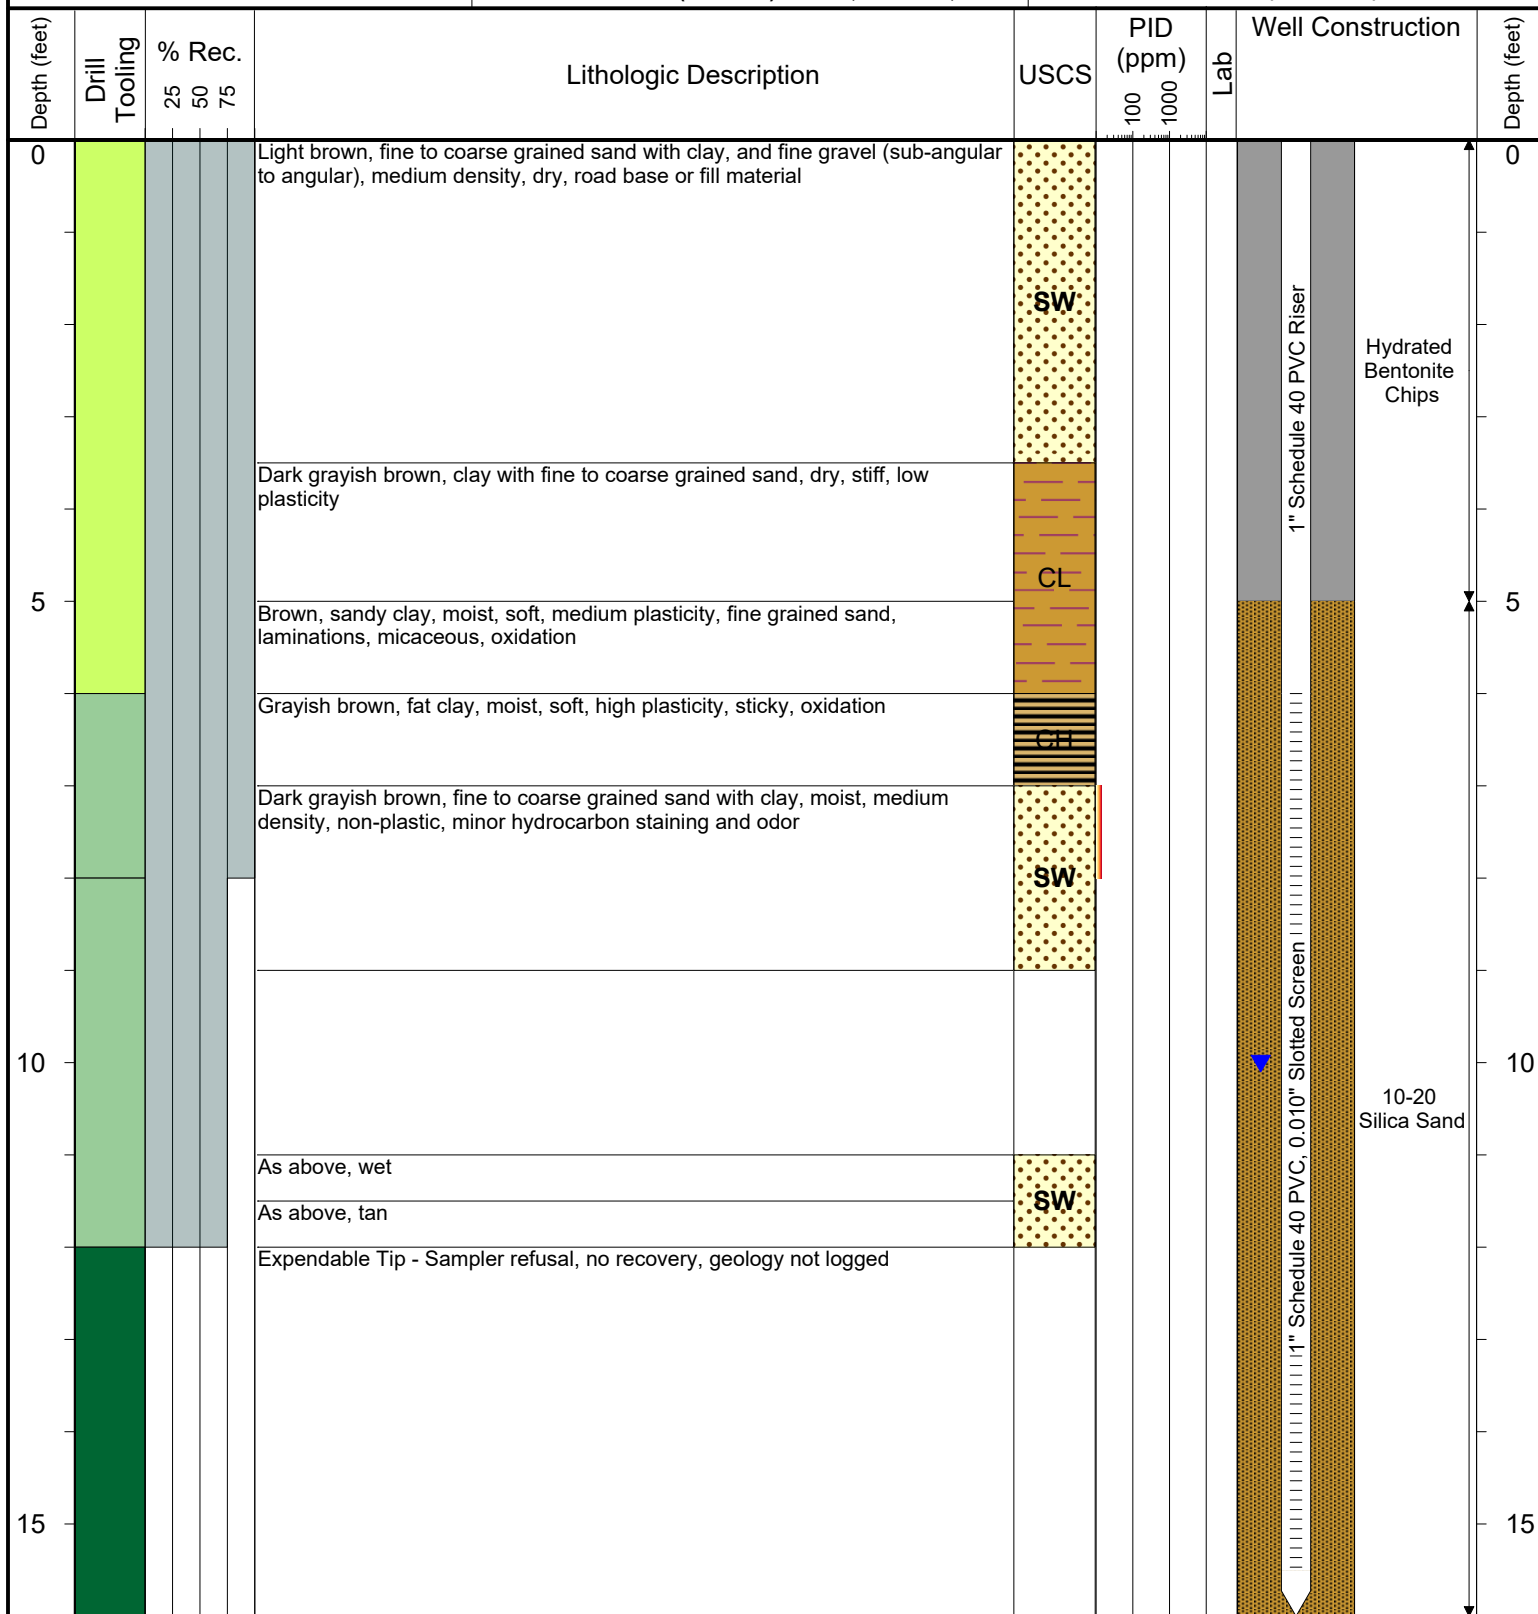 Depth (feet)
Drill
Tooling
% Rec.
25
50
75
Lithologic Description
USCS
PID
(ppm)
100
1000
Lab
Well Construction
Depth (feet)
0
Light brown, fine to coarse grained sand with clay, and fine gravel (sub-angular
to angular), medium density, dry, road base or fill material
0
SW
1" Schedule 40 PVC Riser
Hydrated
Bentonite
Chips
Dark grayish brown, clay with fine to coarse grained sand, dry, stiff, low
plasticity
CL
5
Brown, sandy clay, moist, soft, medium plasticity, fine grained sand,
laminations, micaceous, oxidation
5
Grayish brown, fat clay, moist, soft, high plasticity, sticky, oxidation
CH
Dark grayish brown, fine to coarse grained sand with clay, moist, medium
density, non-plastic, minor hydrocarbon staining and odor
SW
10
1" Schedule 40 PVC, 0.010" Slotted Screen
10-20
Silica Sand
10
As above, wet
SW
As above, tan
Expendable Tip - Sampler refusal, no recovery, geology not logged
15
15